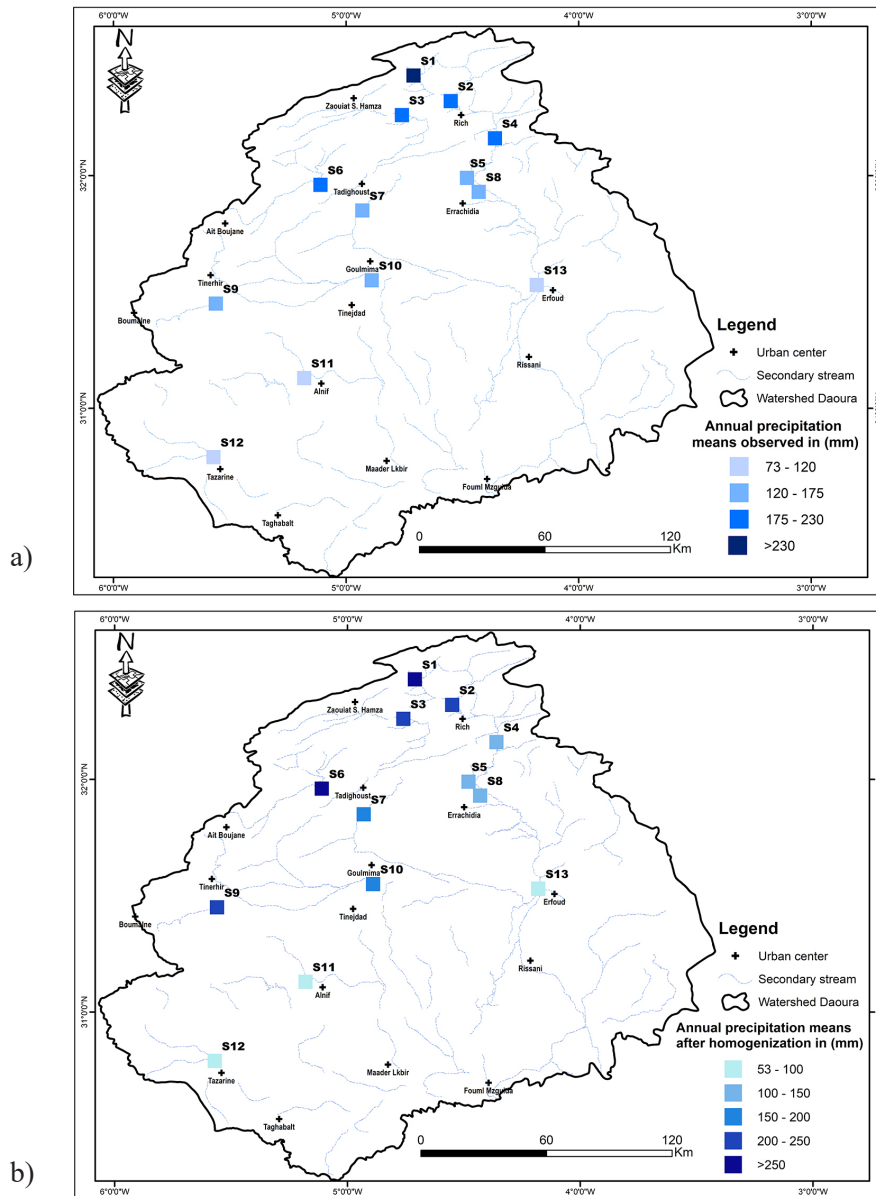 a)
6°0'0"W 5°0'0"W 4°0'0"W 3°0'0"W
N
S1
S2
Zaouiat S. Hamza
S3
Rich
S4
S5
S6
S8
32°0'0"N
Tadighoust
S7
Errachidia
Ait Boujane
Goulmima
S10
S13
Tinerhir
Erfoud
S9
Tinejdad
Boumalne
Legend
S11
Urban center
Rissani
Alnif
Secondary stream
Watershed Daoura
31°0'0"N
Annual precipitation
means observed in (mm)
S12
73 - 120
Tazarine
Maader Lkbir
120 - 175
Fouml Mzguida
175 - 230
Taghabalt
>230
0 60 120
Km
6°0'0"W 5°0'0"W 4°0'0"W 3°0'0"W
b)
6°0'0"W 5°0'0"W 4°0'0"W 3°0'0"W
N
S1
S2
Zaouiat S. Hamza
S3
Rich
S4
S5
S6
S8
32°0'0"N
Tadighoust
S7
Errachidia
Ait Boujane
Goulmima
S10
S13
Tinerhir
Erfoud
S9
Tinejdad
Boumalne
Legend
S11
Urban center
Rissani
Alnif
Secondary stream
Watershed Daoura
31°0'0"N
Annual precipitation means
after homogenization in (mm)
S12
53 - 100
Tazarine
Maader Lkbir
100 - 150
Fouml Mzguida
150 - 200
Taghabalt
200 - 250
0 60 120
Km
>250
6°0'0"W 5°0'0"W 4°0'0"W 3°0'0"W